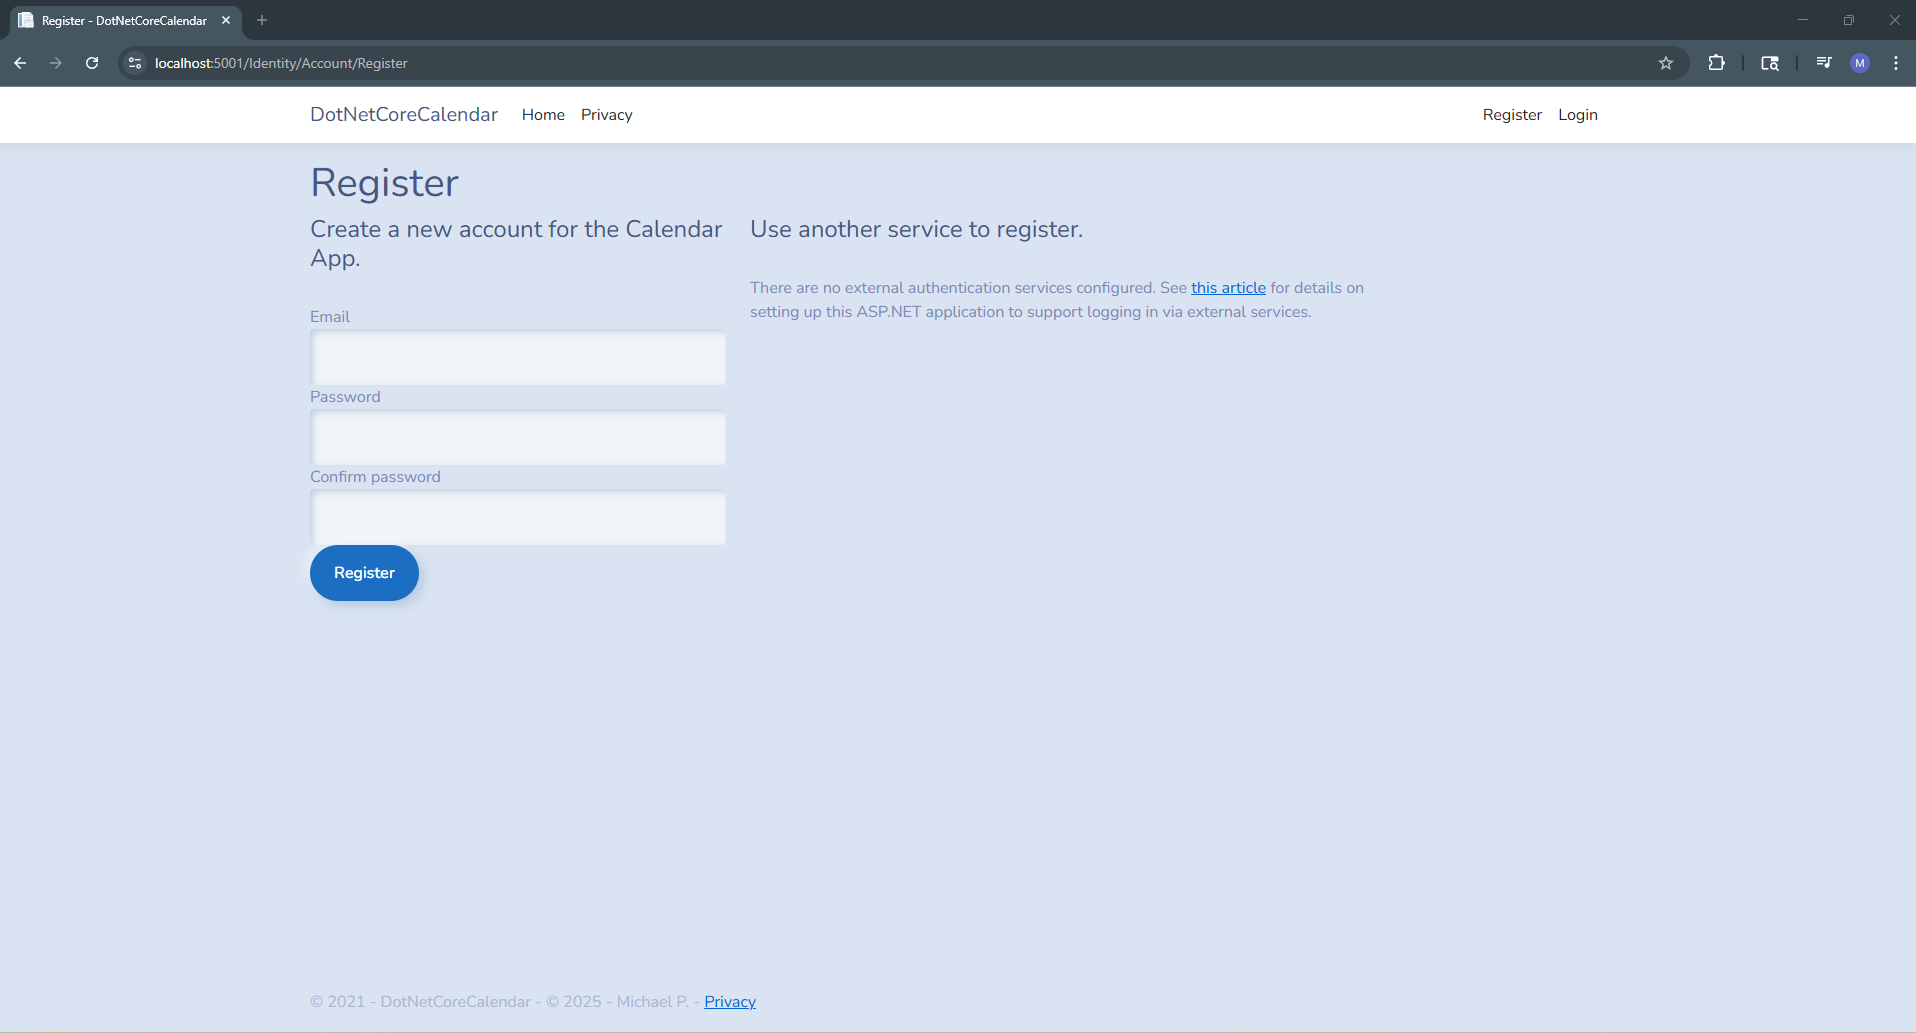 Register - DotNetCoreCalendar
localhost:5001/Identity/Account/Register
M
DotNetCoreCalendar Home Privacy Register Login
Register
Create a new account for the Calendar
App.
Email
Password
Confirm password
Register
Use another service to register.
There are no external authentication services configured. See this article for details on
setting up this ASP.NET application to support logging in via external services.
© 2021 - DotNetCoreCalendar - © 2025 - Michael P. - Privacy